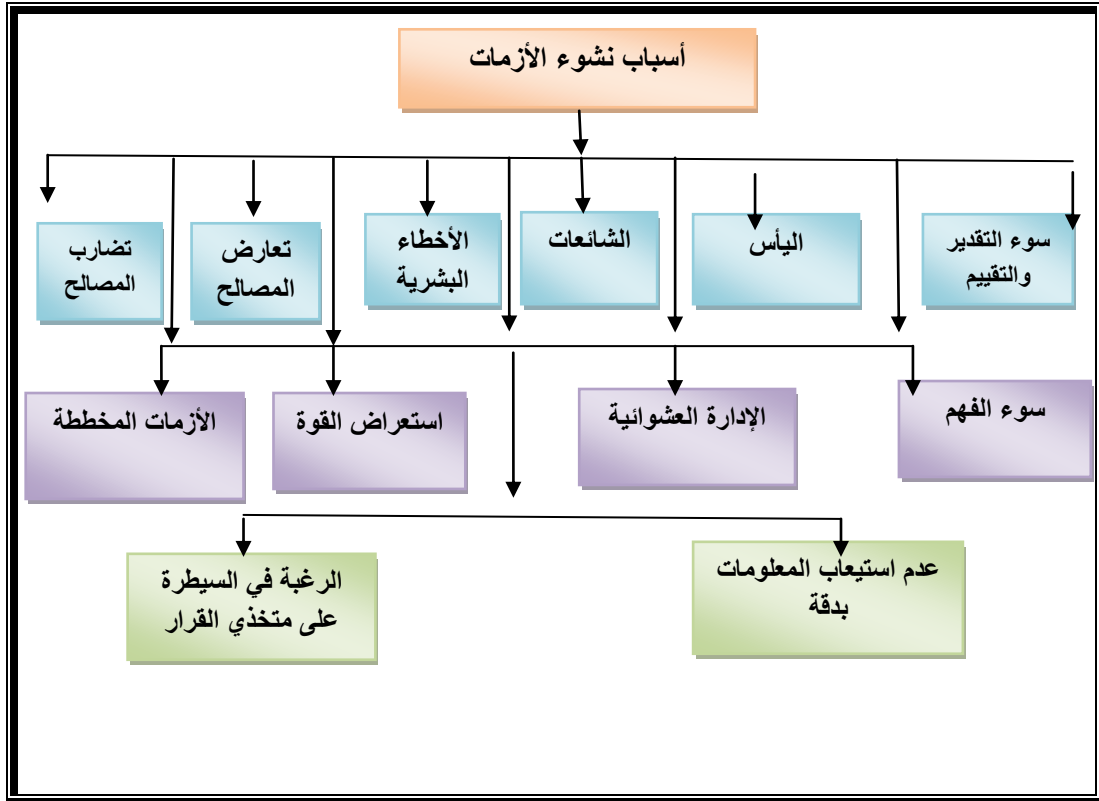 أسباب نشوء الأزمات
سوء التقدير
والتقييم
اليأس
الشائعات
الأخطاء
البشرية
تعارض
المصالح
تضارب
المصالح
سوء الفهم
الإدارة العشوائية
استعراض القوة
الأزمات المخططة
عدم استيعاب المعلومات
بدقة
الرغبة في السيطرة
على متخذي القرار